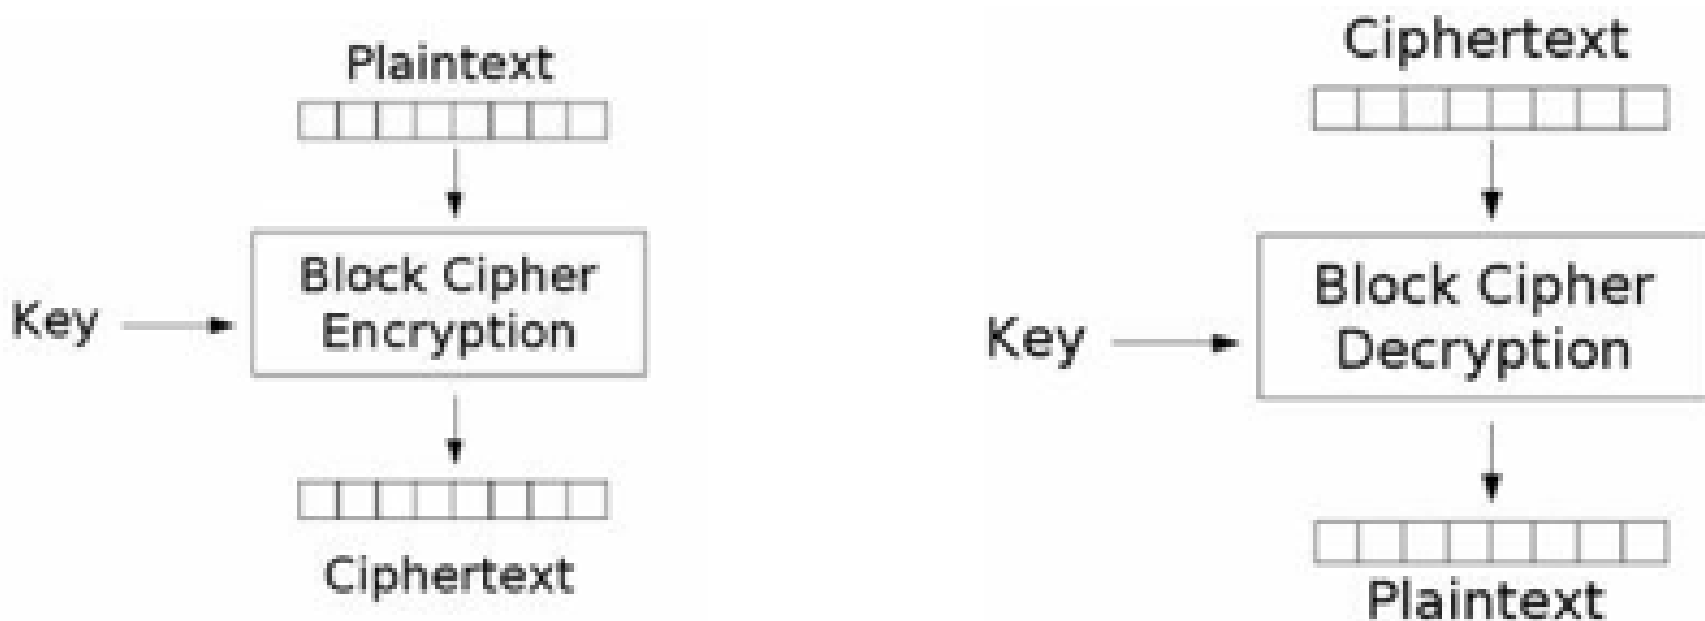 Plaintext
Key
Block Cipher
Encryption
Ciphertext
Ciphertext
Key
Block Cipher
Decryption
Plaintext